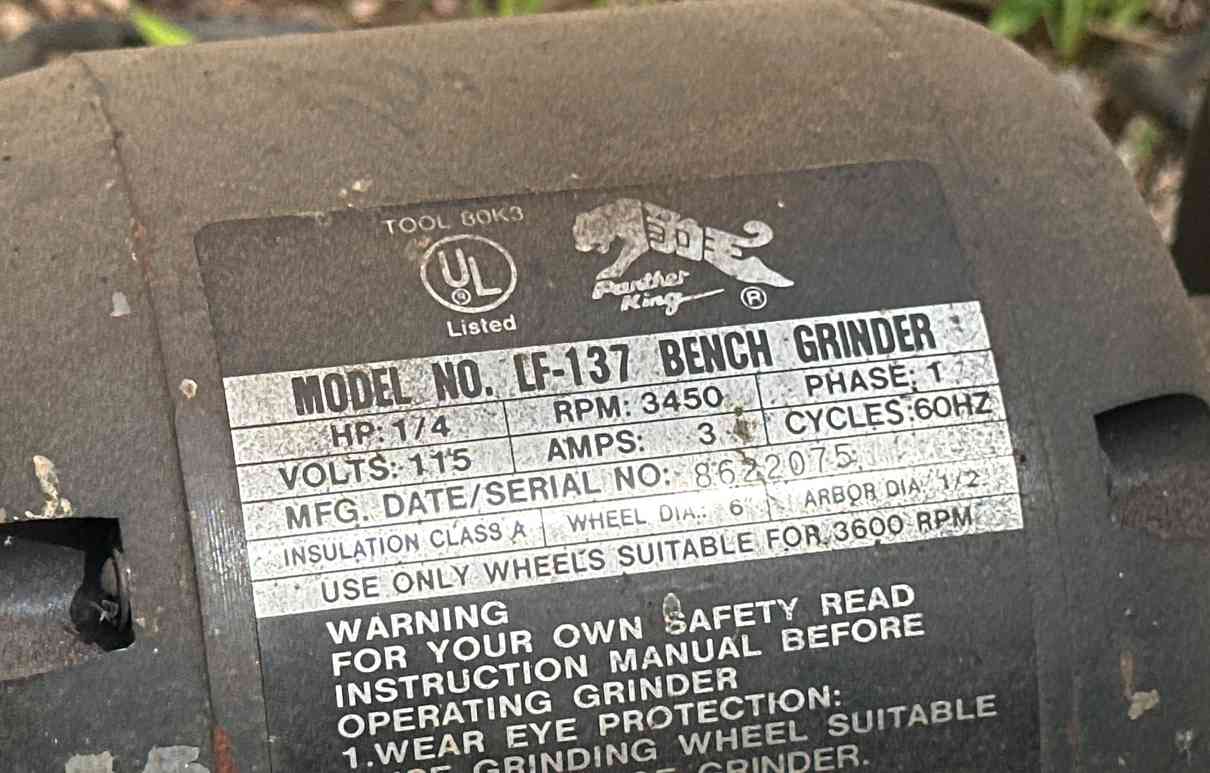 TOOL 80K3
UL
Listed
Panther
King
®
MODEL NO. LF-137 BENCH GRINDER
HP: 1/4 RPM: 3450 PHASE: 1
VOLTS: 115 AMPS: 3 CYCLES:60HZ
MFG. DATE/SERIAL NO: 8622075
INSULATION CLASS A WHEEL DIA.: 6 ARBOR DIA. 1/2
USE ONLY WHEELS SUITABLE FOR 3600 RPM
WARNING
FOR YOUR OWN SAFETY READ
INSTRUCTION MANUAL BEFORE
OPERATING GRINDER
1.WEAR EYE PROTECTION:
GRINDING WHEEL SUITABLE
GRINDER.